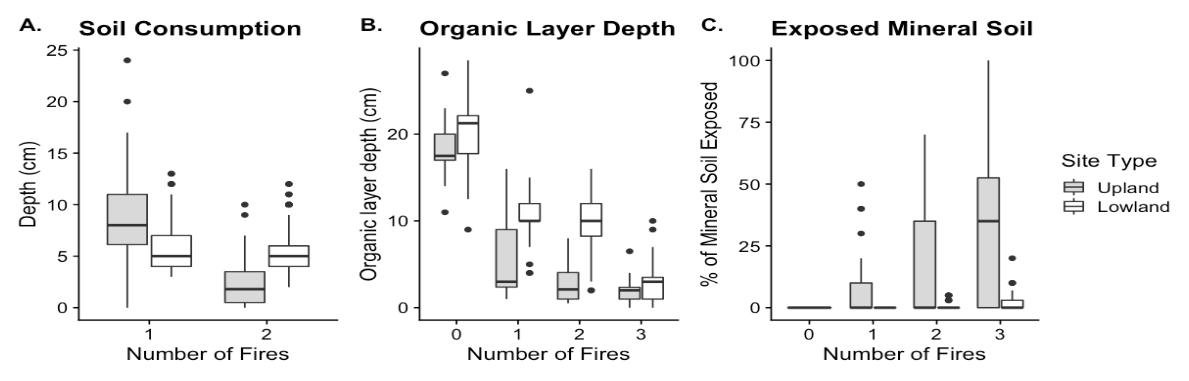 A. Soil Consumption
Depth (cm)
25
20
15
10
5
0
1 2
Number of Fires
B. Organic Layer Depth
Organic layer depth (cm)
20
10
0
0 1 2 3
Number of Fires
C. Exposed Mineral Soil
% of Mineral Soil Exposed
100
75
50
25
0
0 1 2 3
Number of Fires
Site Type
Upland
Lowland